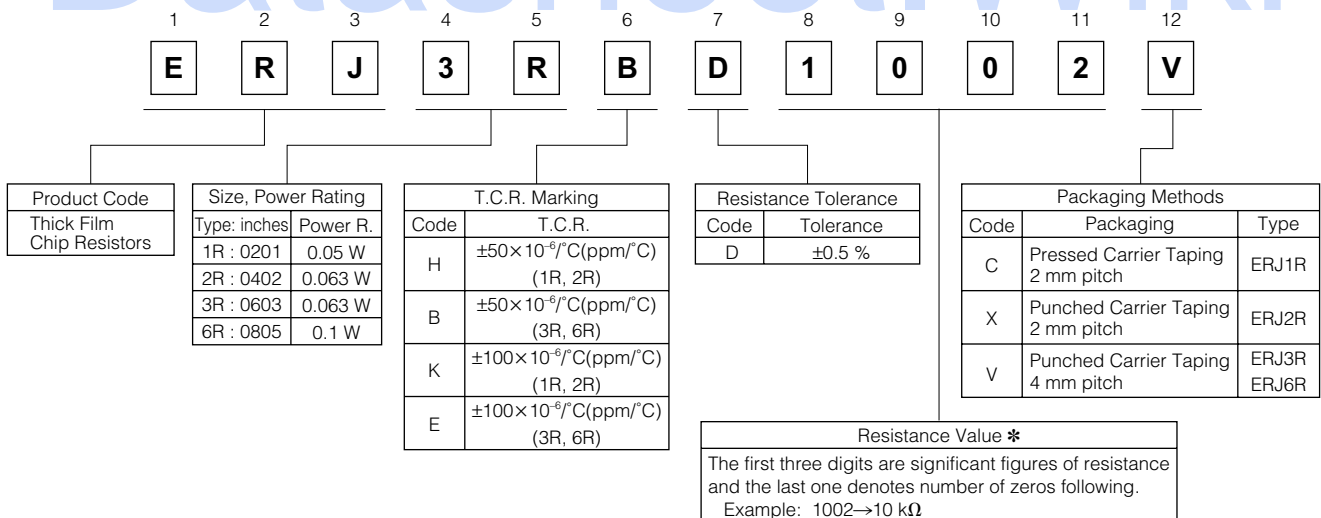 DatasheetWiki
1 2 3 4 5 6 7 8 9 10 11 12
E R J 3 R B D 1 0 0 2 V
Product Code
Thick Film
Chip Resistors
Size, Power Rating
Type: inches Power R.
1R : 0201 0.05 W
2R : 0402 0.063 W
3R : 0603 0.063 W
6R : 0805 0.1 W
T.C.R. Marking
Code T.C.R.
H ±50×10⁻⁶/°C(ppm/°C)
(1R, 2R)
B ±50×10⁻⁶/°C(ppm/°C)
(3R, 6R)
K ±100×10⁻⁶/°C(ppm/°C)
(1R, 2R)
E ±100×10⁻⁶/°C(ppm/°C)
(3R, 6R)
Resistance Tolerance
Code Tolerance
D ±0.5 %
Packaging Methods
Code Packaging Type
C Pressed Carrier Taping
2 mm pitch ERJ1R
X Punched Carrier Taping
2 mm pitch ERJ2R
V Punched Carrier Taping ERJ3R
4 mm pitch ERJ6R
Resistance Value ✻
The first three digits are significant figures of resistance
and the last one denotes number of zeros following.
Example: 1002→10 kΩ